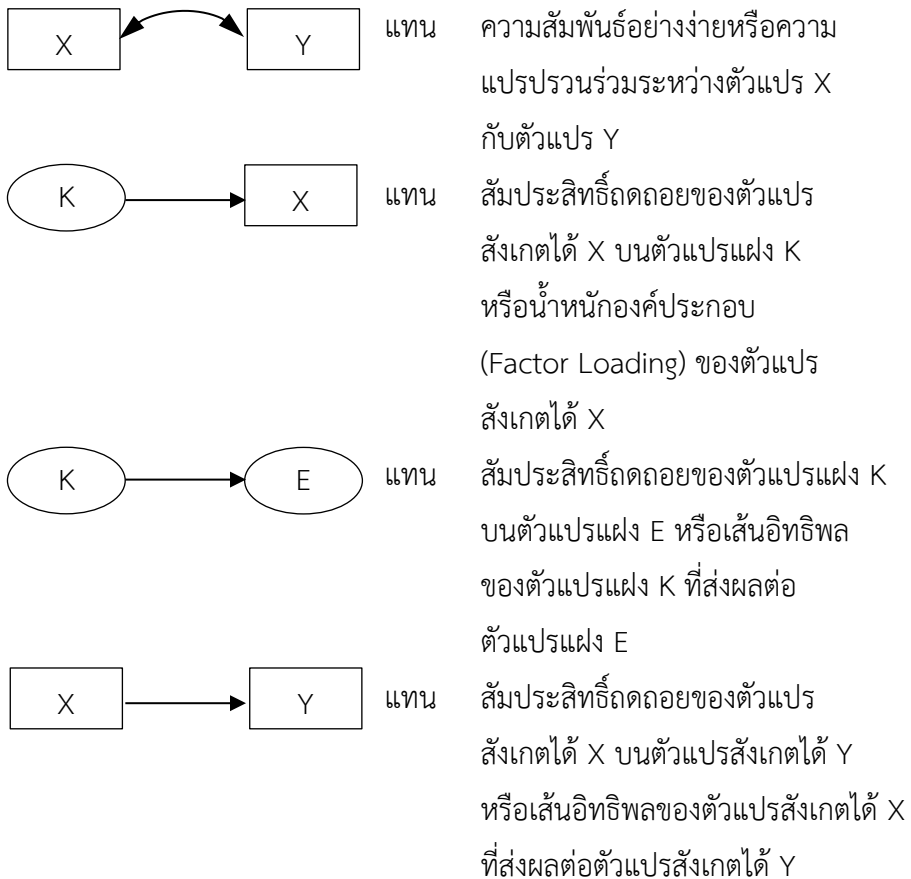 X Y แทน ความสัมพันธ์อย่างง่ายหรือความ
แปรปรวนร่วมระหว่างตัวแปร X
กับตัวแปร Y
K X แทน สัมประสิทธิ์ถดถอยของตัวแปร
สังเกตได้ X บนตัวแปรแฝง K
หรือน้ำหนักองค์ประกอบ
(Factor Loading) ของตัวแปร
สังเกตได้ X
K E แทน สัมประสิทธิ์ถดถอยของตัวแปรแฝง K
บนตัวแปรแฝง E หรือเส้นอิทธิพล
ของตัวแปรแฝง K ที่ส่งผลต่อ
ตัวแปรแฝง E
X Y แทน สัมประสิทธิ์ถดถอยของตัวแปร
สังเกตได้ X บนตัวแปรสังเกตได้ Y
หรือเส้นอิทธิพลของตัวแปรสังเกตได้ X
ที่ส่งผลต่อตัวแปรสังเกตได้ Y